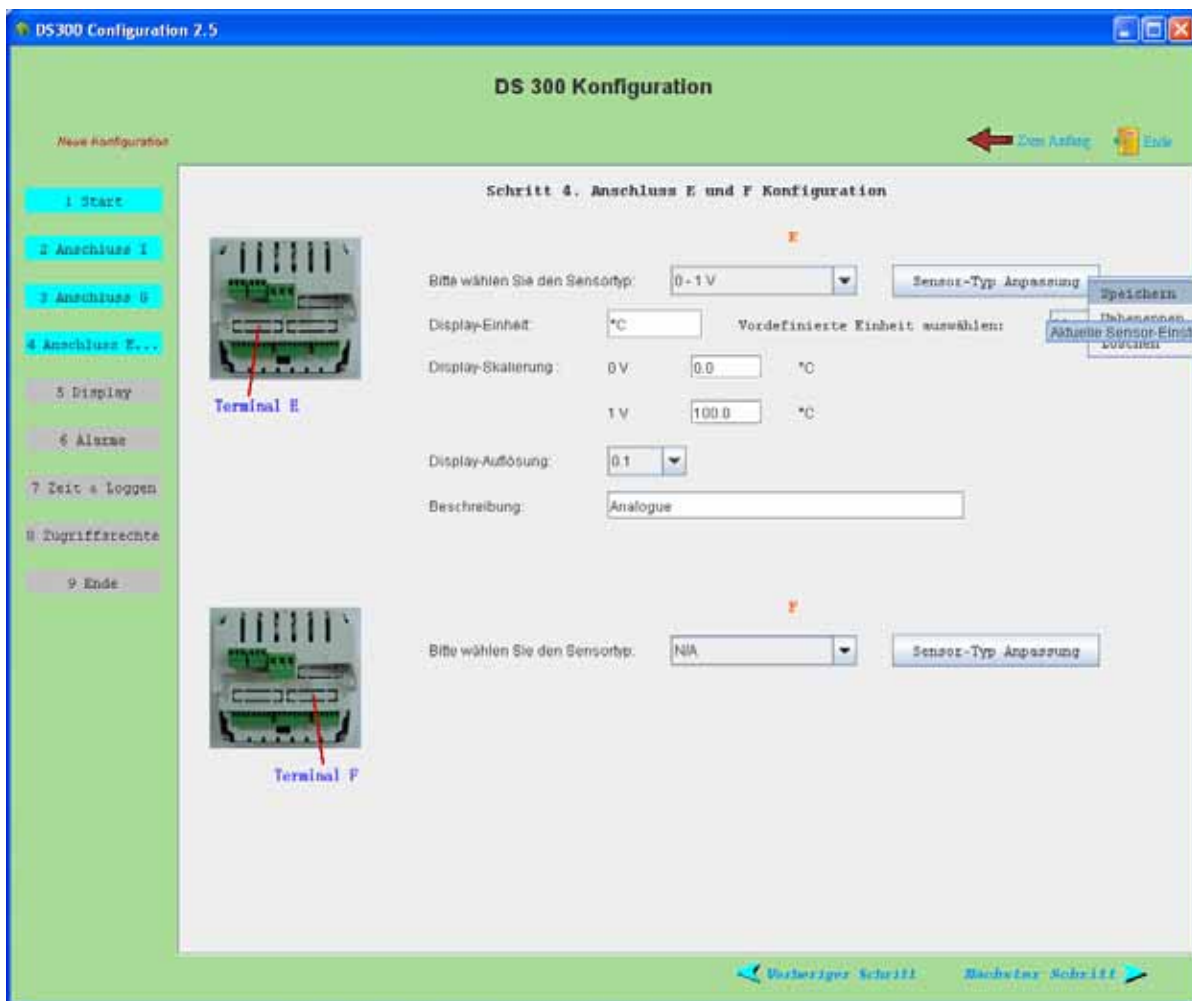 DS300 Configuration 2.5
DS 300 Konfiguration
Neue Konfiguration
Zum Anfang
Ende
1 Start
2 Anschluss I
3 Anschluss G
4 Anschluss E...
5 Display
6 Alarme
7 Zeit & Loggen
8 Zugriffsrechte
9 Ende
Schritt 4. Anschluss E und F Konfiguration
E
Bitte wählen Sie den Sensortyp: 0 - 1 V Sensor-Typ Anpassung
Speichern
Löschen
Aktuelle Sensor-Einst
Display-Einheit: °C Vordefinierte Einheit auswählen:
Display-Skalierung: 0 V 0.0 °C
1 V 100.0 °C
Display-Auflösung: 0.1
Beschreibung: Analogue
Terminal E
F
Bitte wählen Sie den Sensortyp: N/A Sensor-Typ Anpassung
Terminal F
Vorheriger Schritt
Nächster Schritt